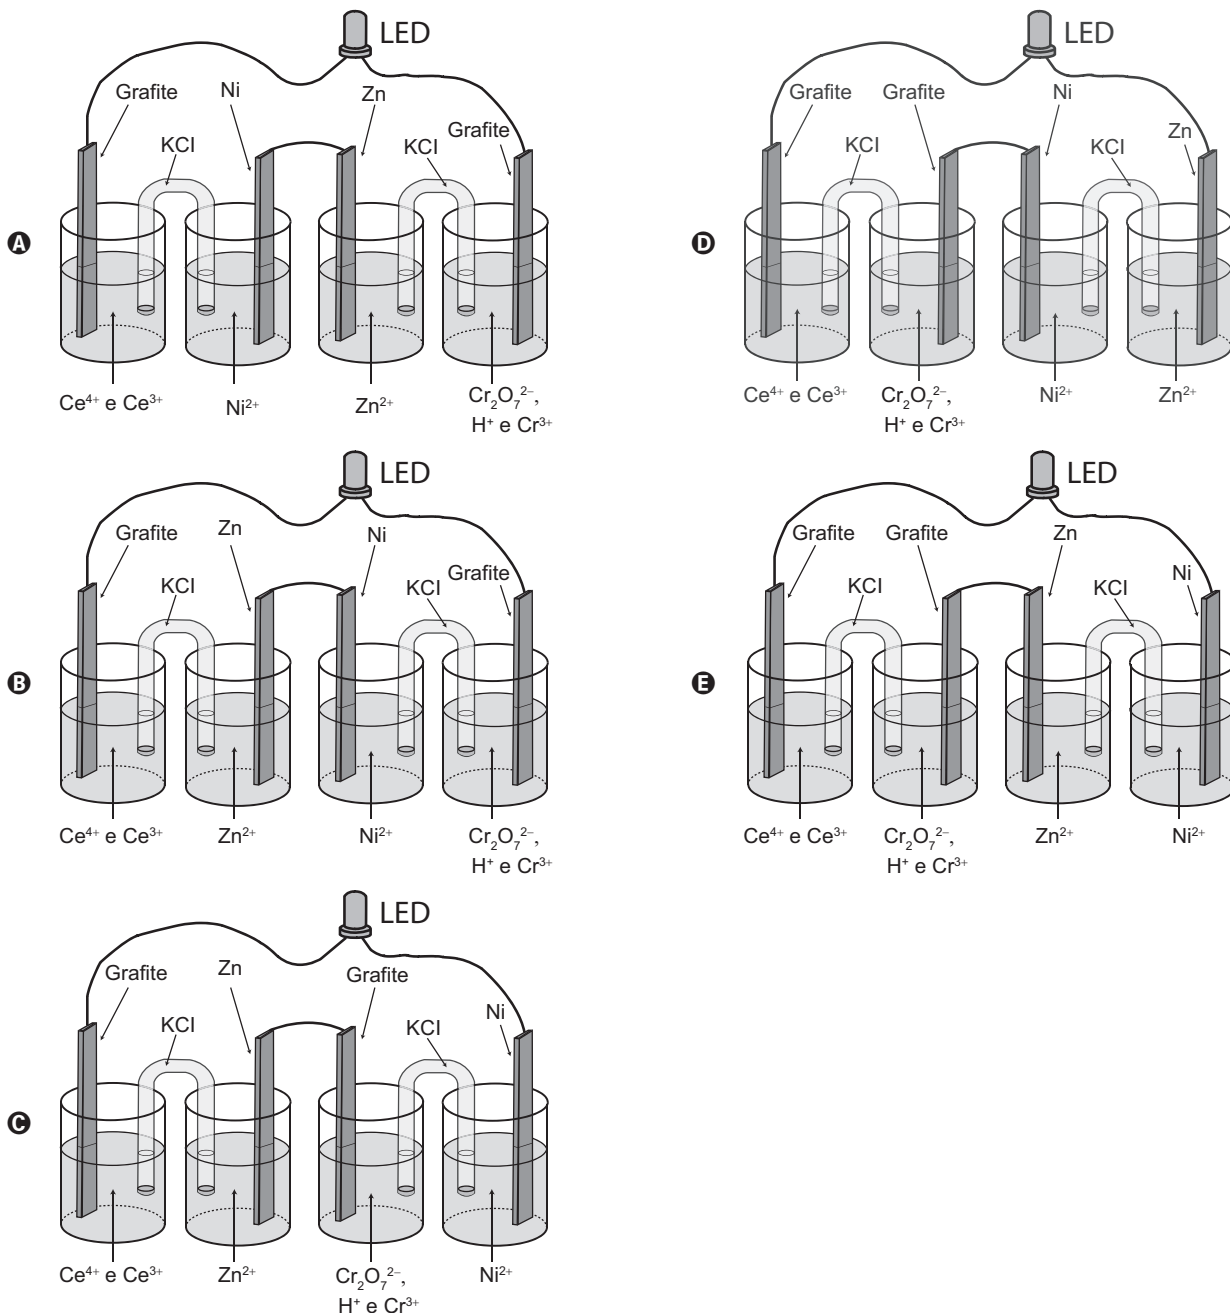 LED
Grafite
Ni
Zn
Grafite
KCl
KCl
A
Ce⁴⁺ e Ce³⁺
Ni²⁺
Zn²⁺
Cr₂O₇²⁻,
H⁺ e Cr³⁺
LED
Grafite
Zn
Ni
Grafite
KCl
KCl
B
Ce⁴⁺ e Ce³⁺
Zn²⁺
Ni²⁺
Cr₂O₇²⁻,
H⁺ e Cr³⁺
LED
Grafite
Zn
Grafite
Ni
KCl
KCl
C
Ce⁴⁺ e Ce³⁺
Zn²⁺
Cr₂O₇²⁻,
H⁺ e Cr³⁺
Ni²⁺
LED
Grafite
Grafite
Ni
Zn
KCl
KCl
D
Ce⁴⁺ e Ce³⁺
Cr₂O₇²⁻,
H⁺ e Cr³⁺
Ni²⁺
Zn²⁺
LED
Grafite
Grafite
Zn
Ni
KCl
KCl
E
Ce⁴⁺ e Ce³⁺
Cr₂O₇²⁻,
H⁺ e Cr³⁺
Zn²⁺
Ni²⁺